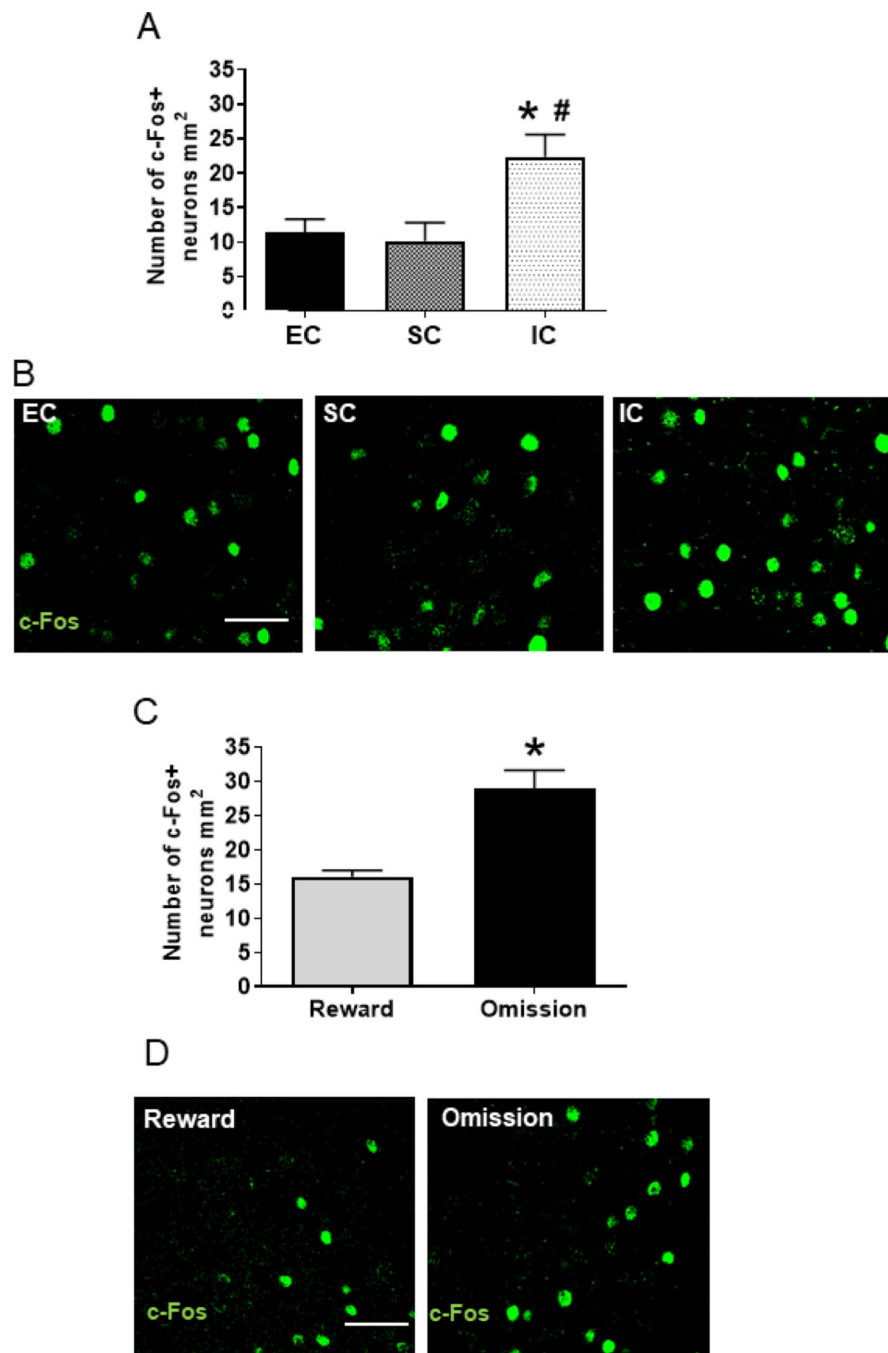 A
Number of c-Fos+
neurons mm²
35
30
25
20
15
10
5
0
* #
EC
SC
IC
B
EC
c-Fos
SC
IC
C
Number of c-Fos+
neurons mm²
35
30
25
20
15
10
5
0
*
Reward
Omission
D
Reward
c-Fos
Omission
c-Fos